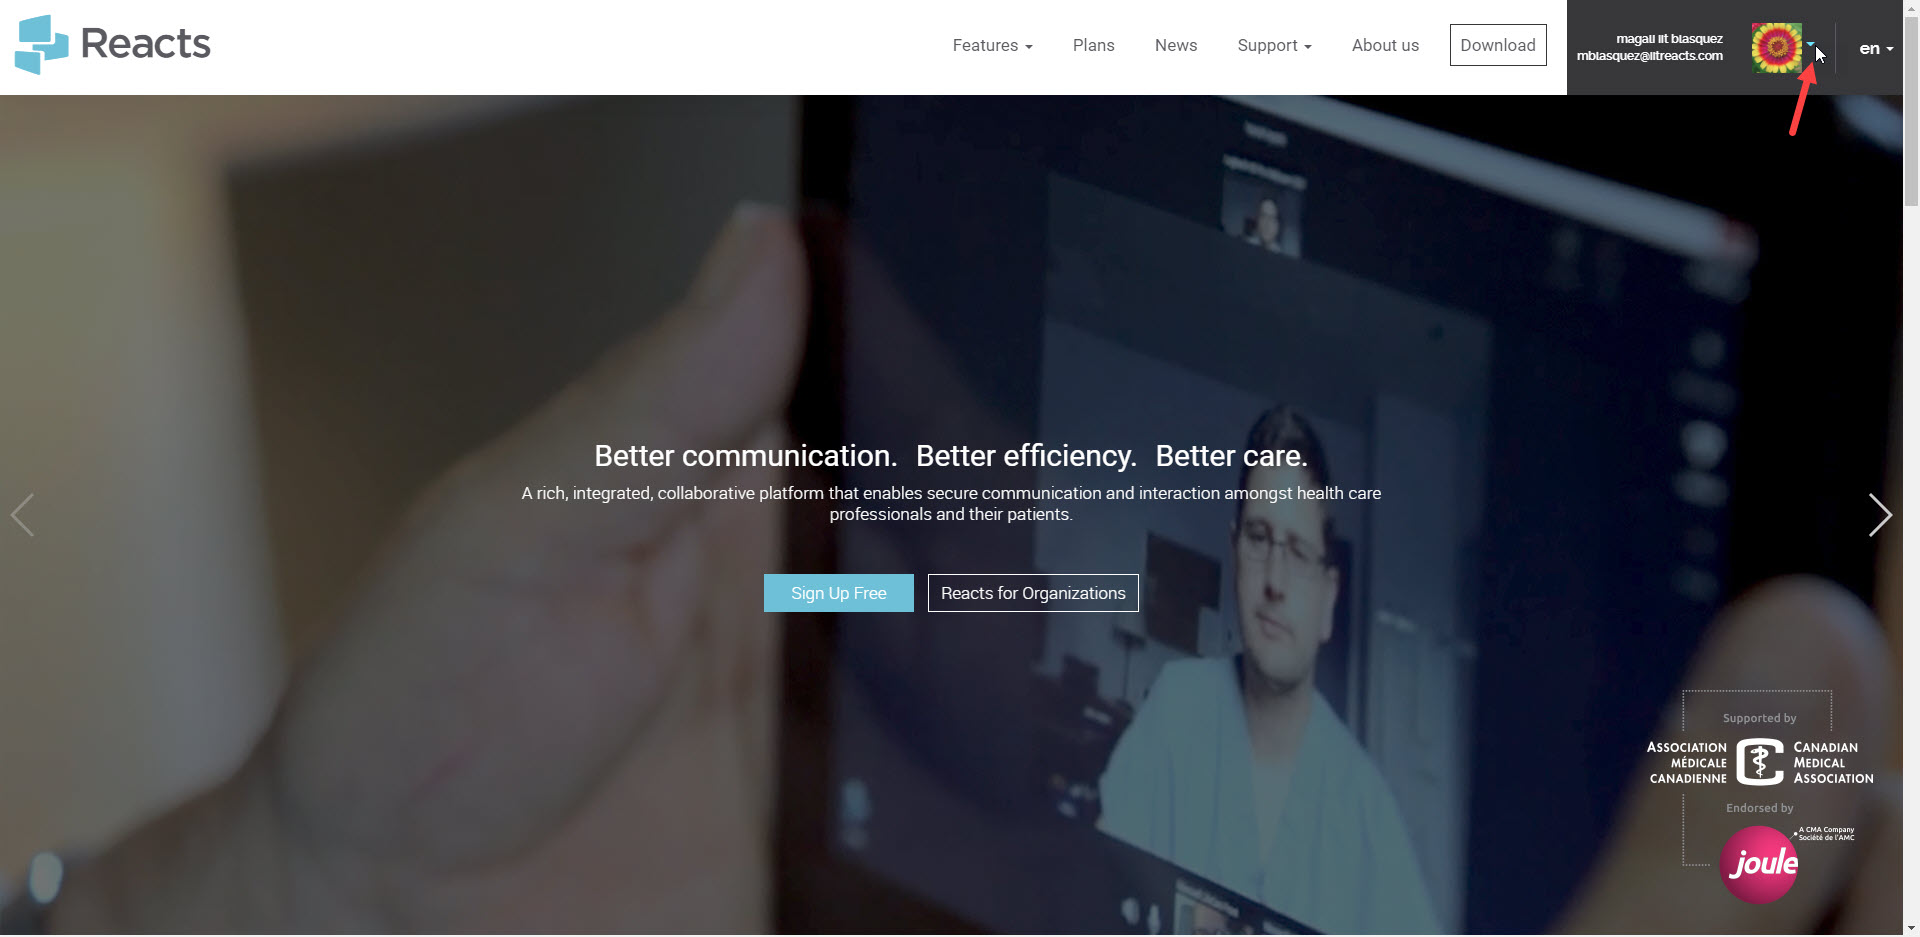 Reacts
Features
Plans
News
Support
About us
Download
magali iit blasquez
mblasquez@iitreacts.com
en
Better communication. Better efficiency. Better care.
A rich, integrated, collaborative platform that enables secure communication and interaction amongst health care
professionals and their patients.
Sign Up Free
Reacts for Organizations
Supported by
ASSOCIATION
MÉDICALE
CANADIENNE
CANADIAN
MEDICAL
ASSOCIATION
Endorsed by
A CMA Company
Société de l'AMC
joule